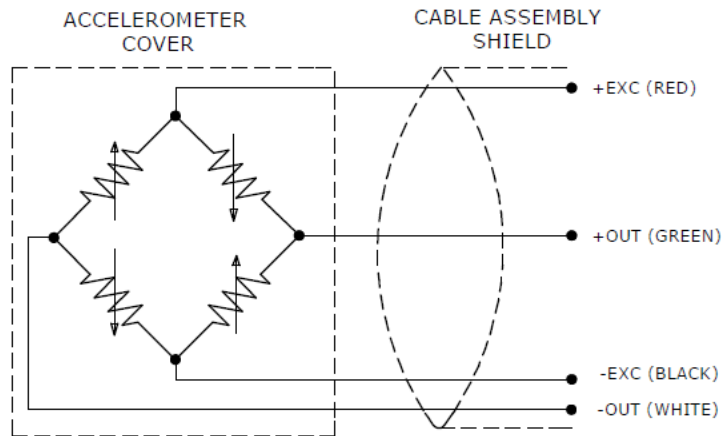 ACCELEROMETER
COVER
CABLE ASSEMBLY
SHIELD
+EXC (RED)
+OUT (GREEN)
-EXC (BLACK)
-OUT (WHITE)